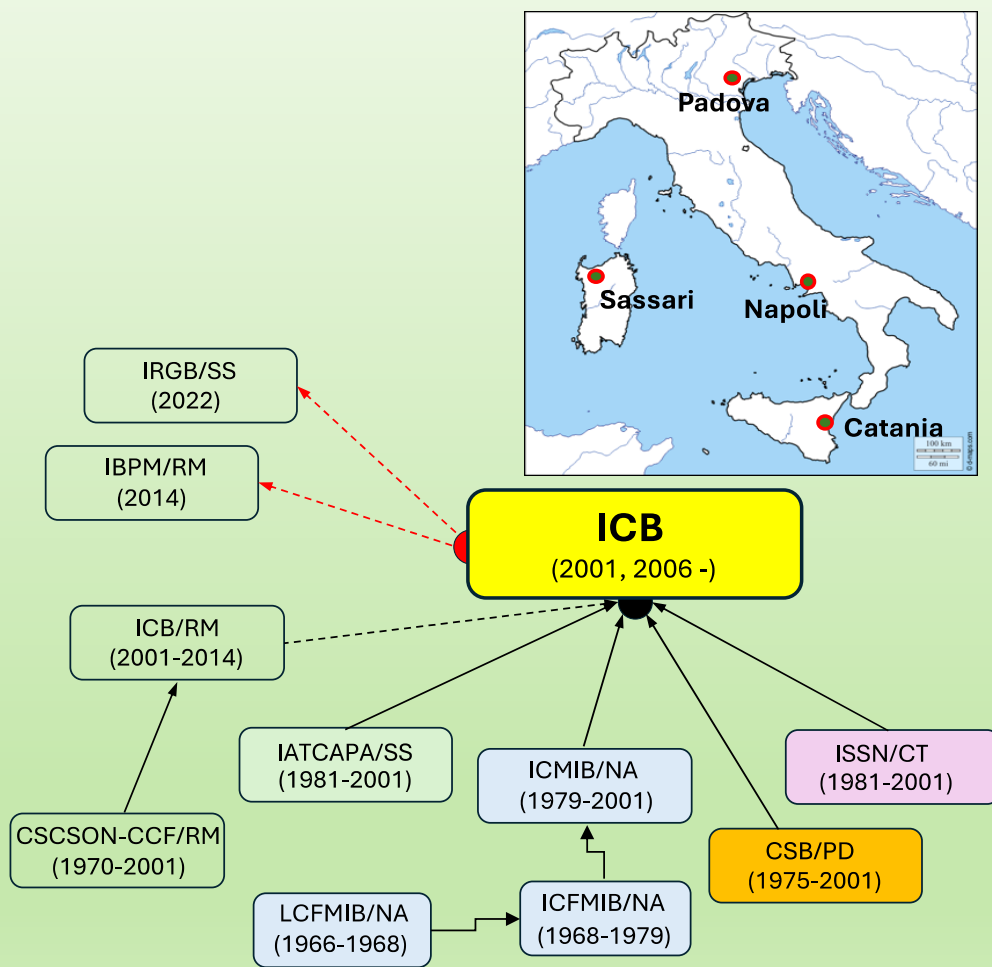 Padova
Sassari
Napoli
Catania
100 km
60 mi
© d-maps.com
IRGB/SS
(2022)
IBPM/RM
(2014)
ICB
(2001, 2006 -)
ICB/RM
(2001-2014)
IATCAPA/SS
(1981-2001)
ICMIB/NA
(1979-2001)
ISSN/CT
(1981-2001)
CSCSON-CCF/RM
(1970-2001)
CSB/PD
(1975-2001)
LCFMIB/NA
(1966-1968)
ICFMIB/NA
(1968-1979)